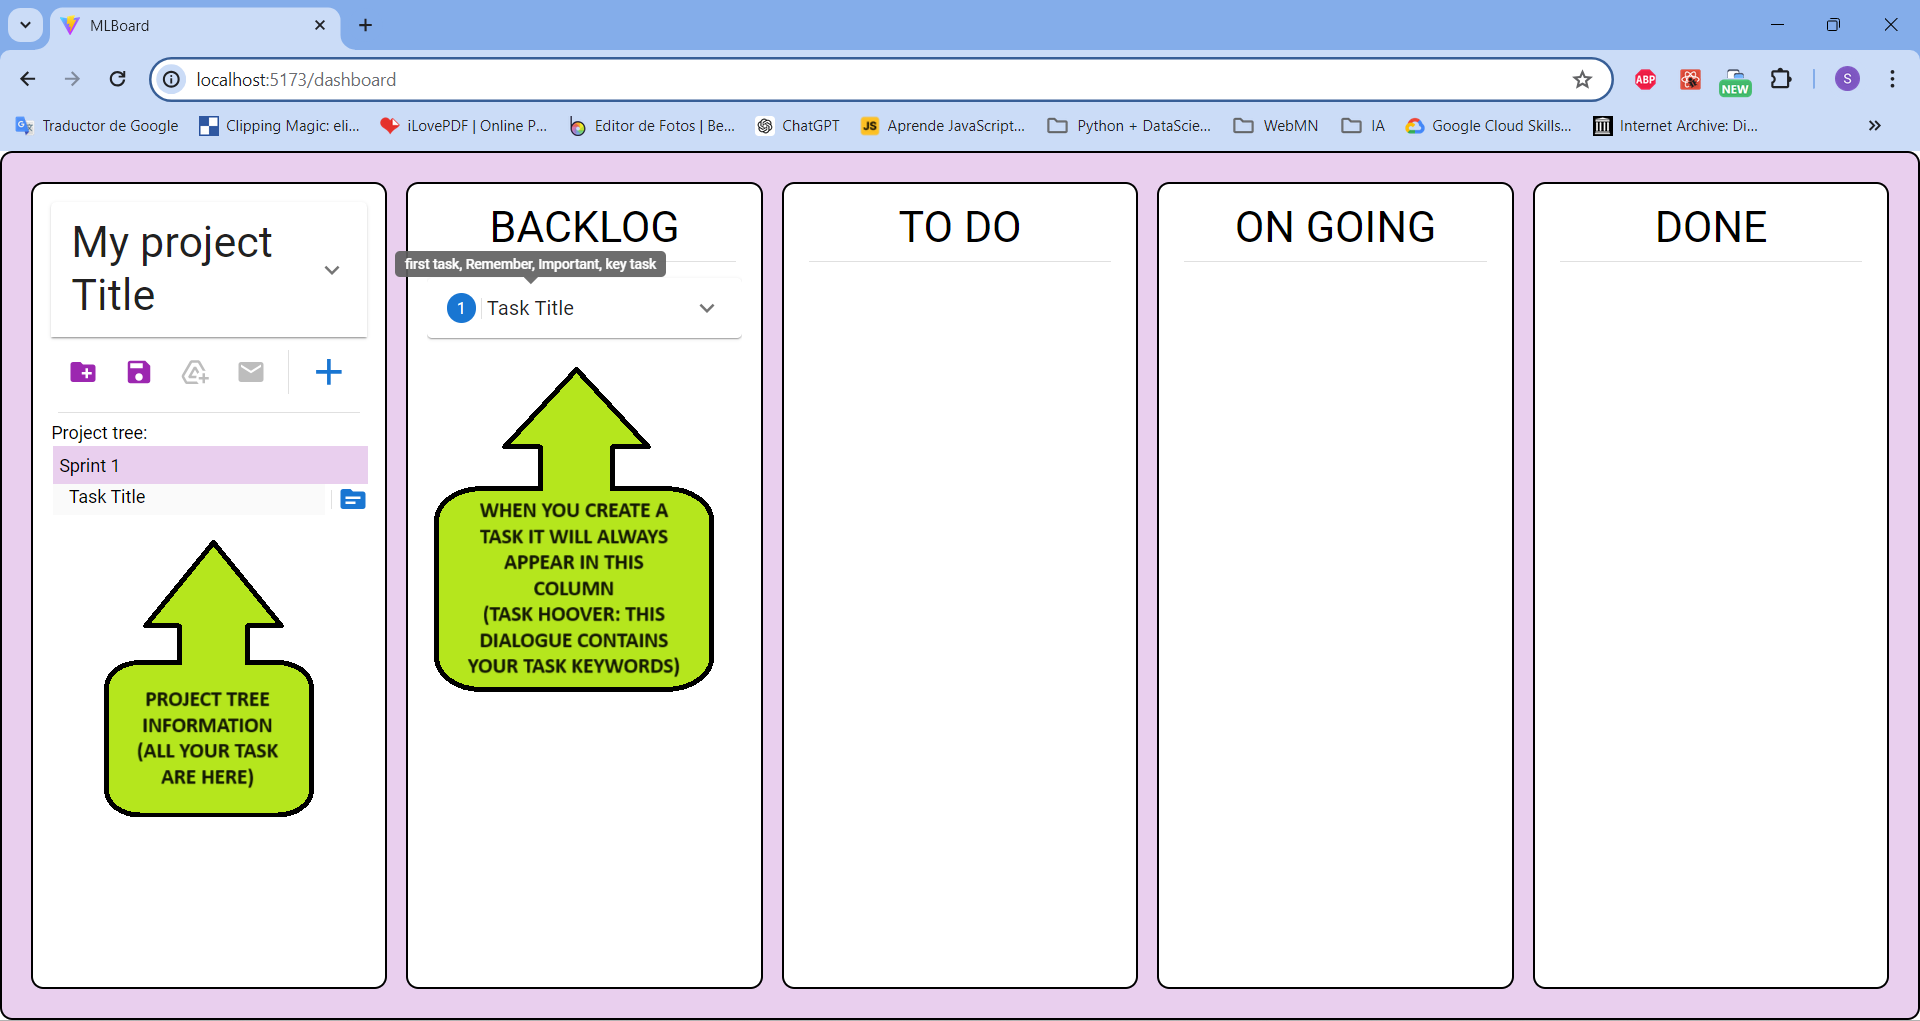 MLBoard
localhost:5173/dashboard
ABP
NEW
S
Traductor de Google
Clipping Magic: eli...
iLovePDF | Online P...
Editor de Fotos | Be...
ChatGPT
JS
Aprende JavaScript...
Python + DataScie...
WebMN
IA
Google Cloud Skills...
Internet Archive: Di...
My project
Title
Project tree:
Sprint 1
Task Title
PROJECT TREE
INFORMATION
(ALL YOUR TASK
ARE HERE)
BACKLOG
first task, Remember, Important, key task
1 Task Title
WHEN YOU CREATE A
TASK IT WILL ALWAYS
APPEAR IN THIS
COLUMN
(TASK HOOVER: THIS
DIALOGUE CONTAINS
YOUR TASK KEYWORDS)
TO DO
ON GOING
DONE